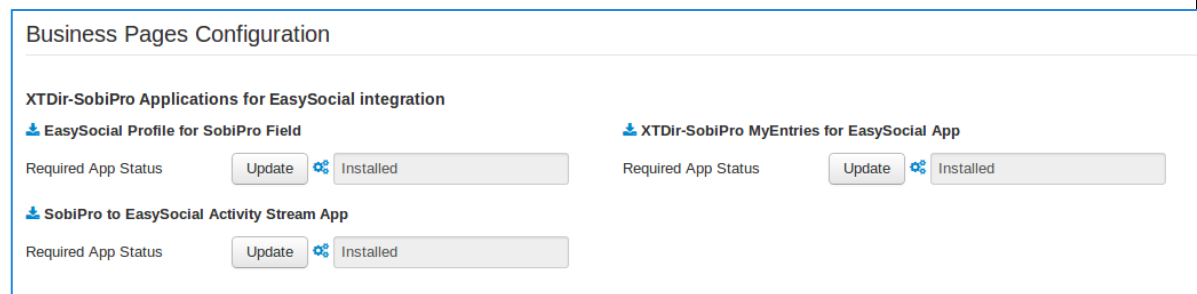 Business Pages Configuration
XTDir-SobiPro Applications for EasySocial integration
EasySocial Profile for SobiPro Field
Required App Status Update Installed
XTDir-SobiPro MyEntries for EasySocial App
Required App Status Update Installed
SobiPro to EasySocial Activity Stream App
Required App Status Update Installed